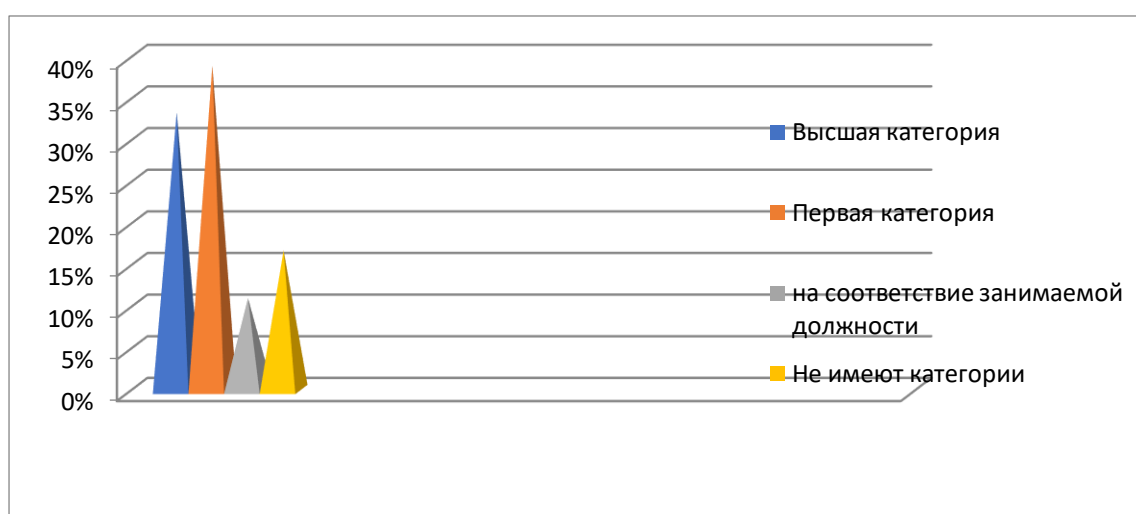 40%
35%
30%
25%
20%
15%
10%
5%
0%
Высшая категория
Первая категория
на соответствие занимаемой
должности
Не имеют категории